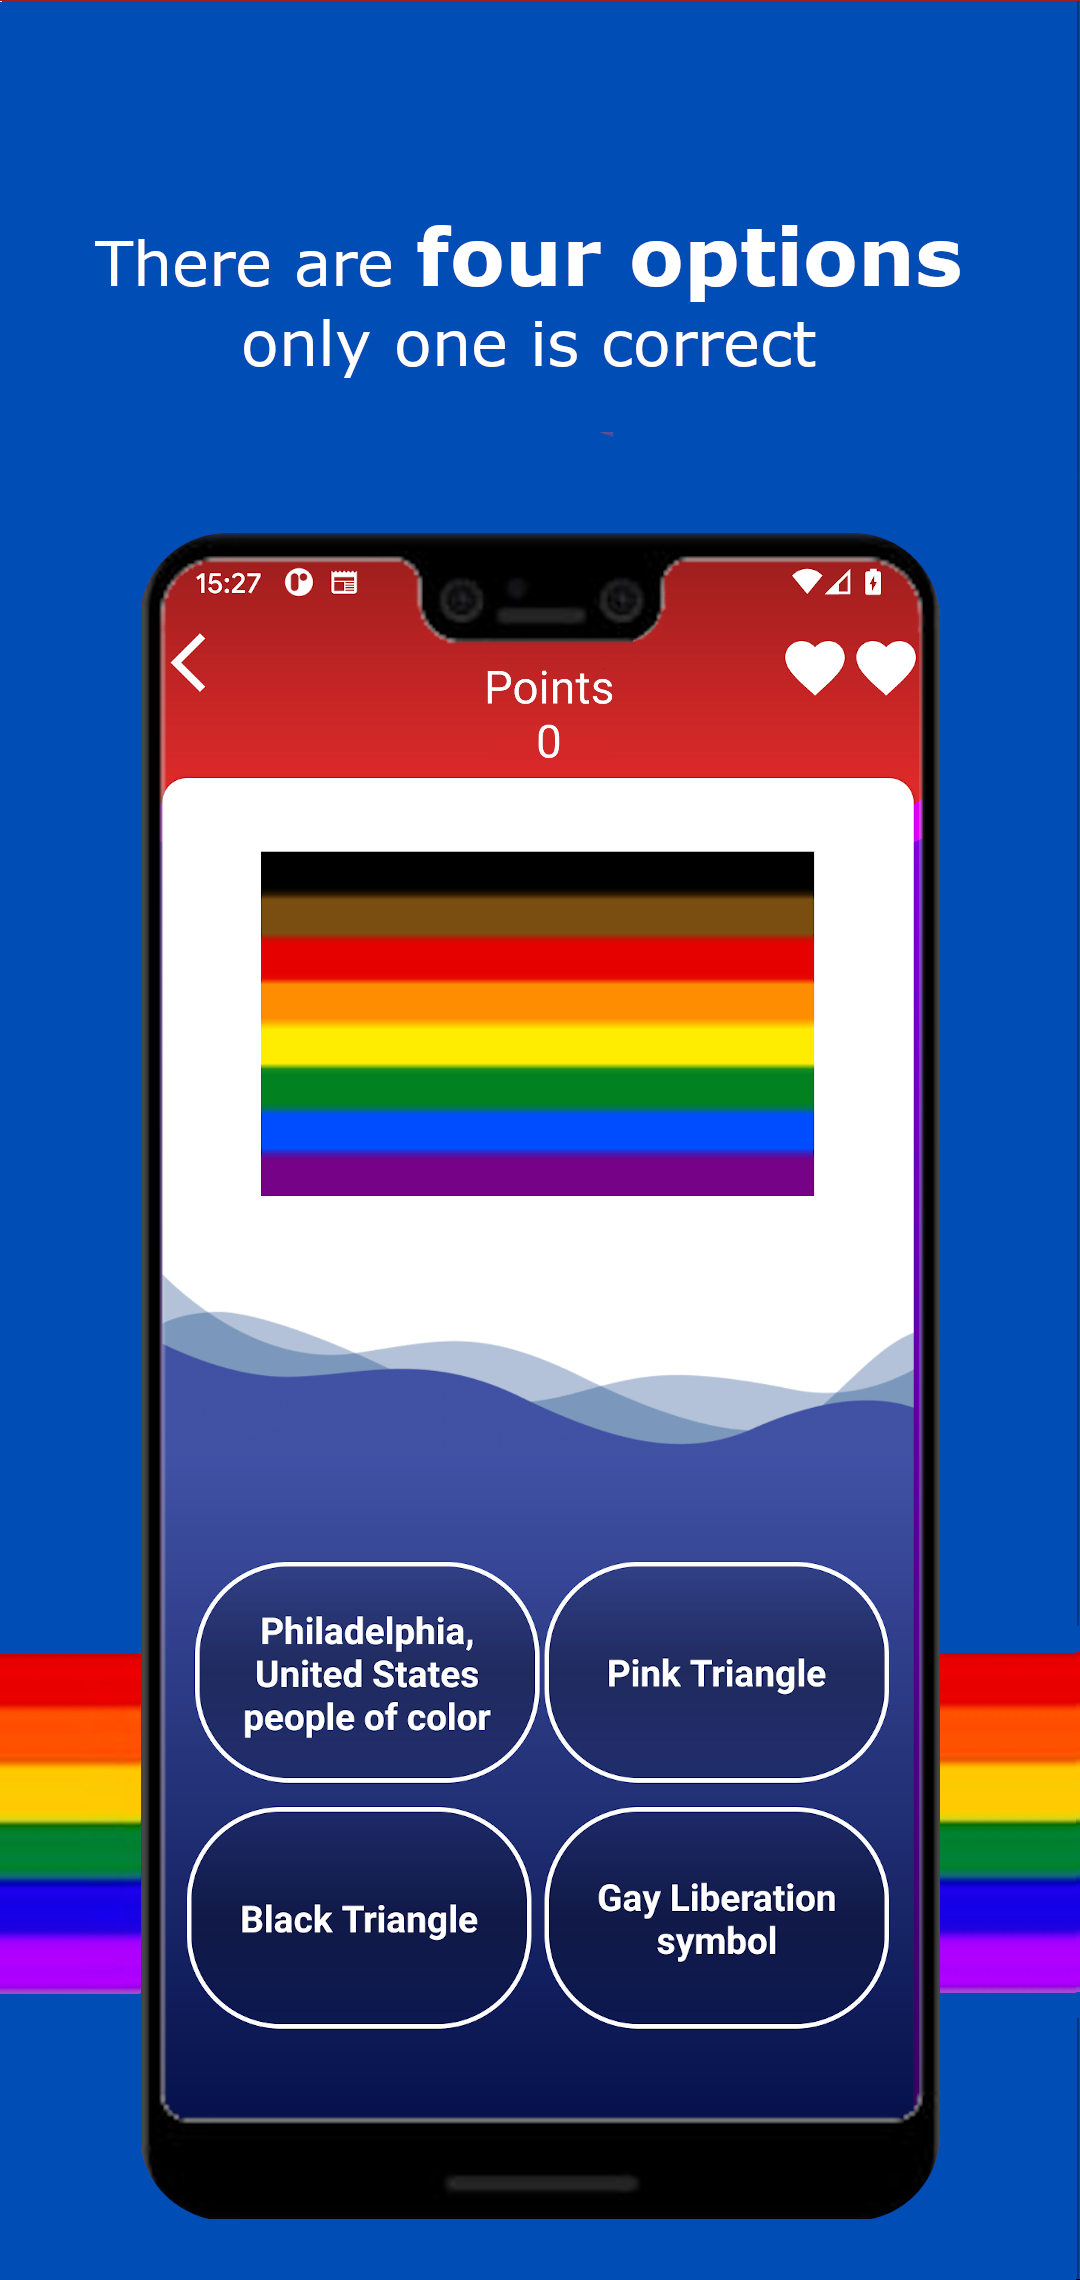 There are four options
only one is correct
15:27
Points
0
Philadelphia,
United States
people of color
Pink Triangle
Black Triangle
Gay Liberation
symbol